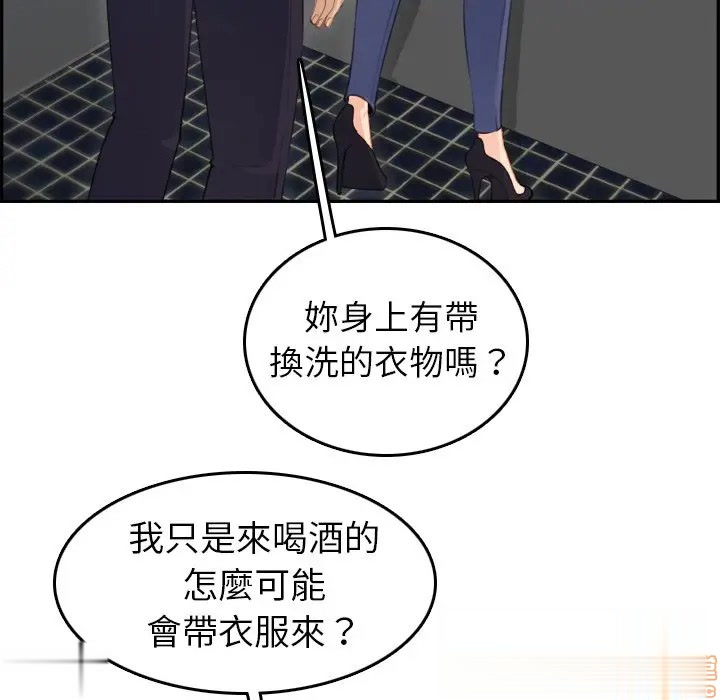 妳身上有帶
換洗的衣物嗎？
我只是來喝酒的
怎麼可能
會帶衣服來？